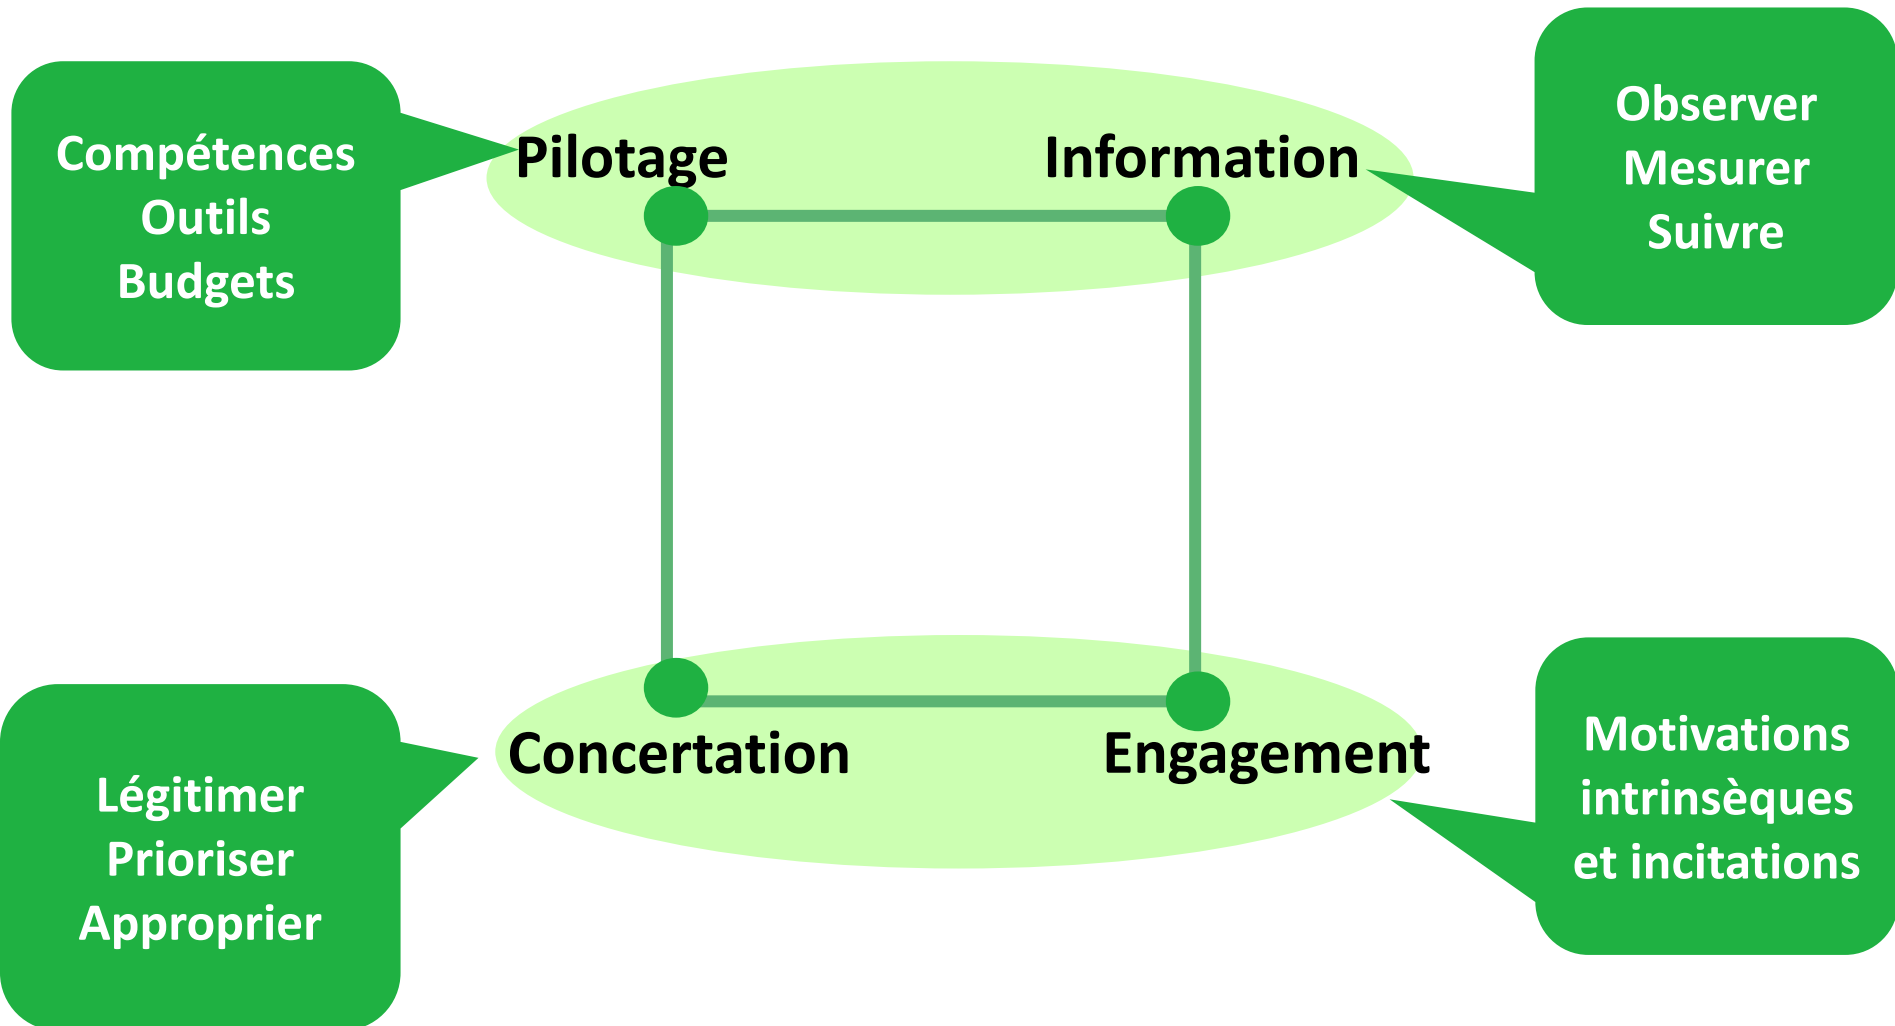 Compétences
Outils
Budgets
Pilotage
Information
Observer
Mesurer
Suivre
Légitimer
Prioriser
Approprier
Concertation
Engagement
Motivations
intrinsèques
et incitations